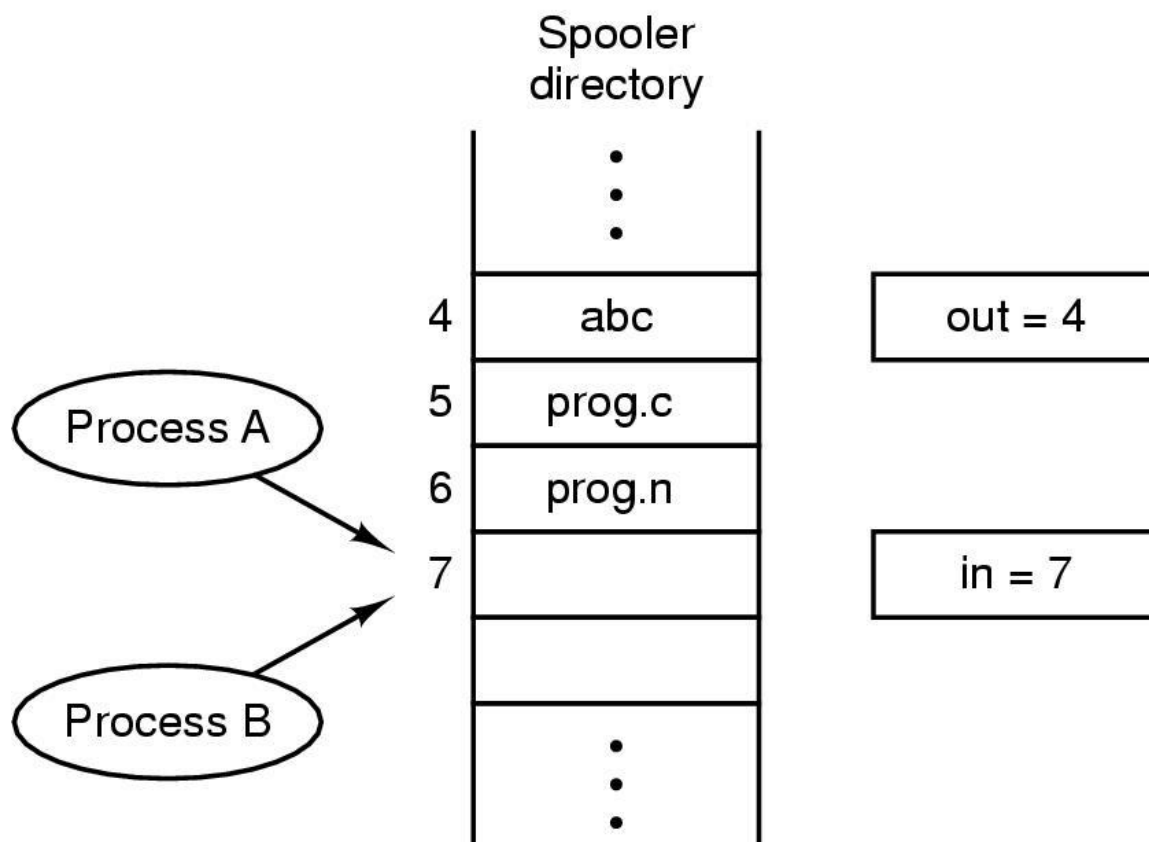 Spooler
directory
4 abc out = 4
Process A
5 prog.c
6 prog.n
7 in = 7
Process B